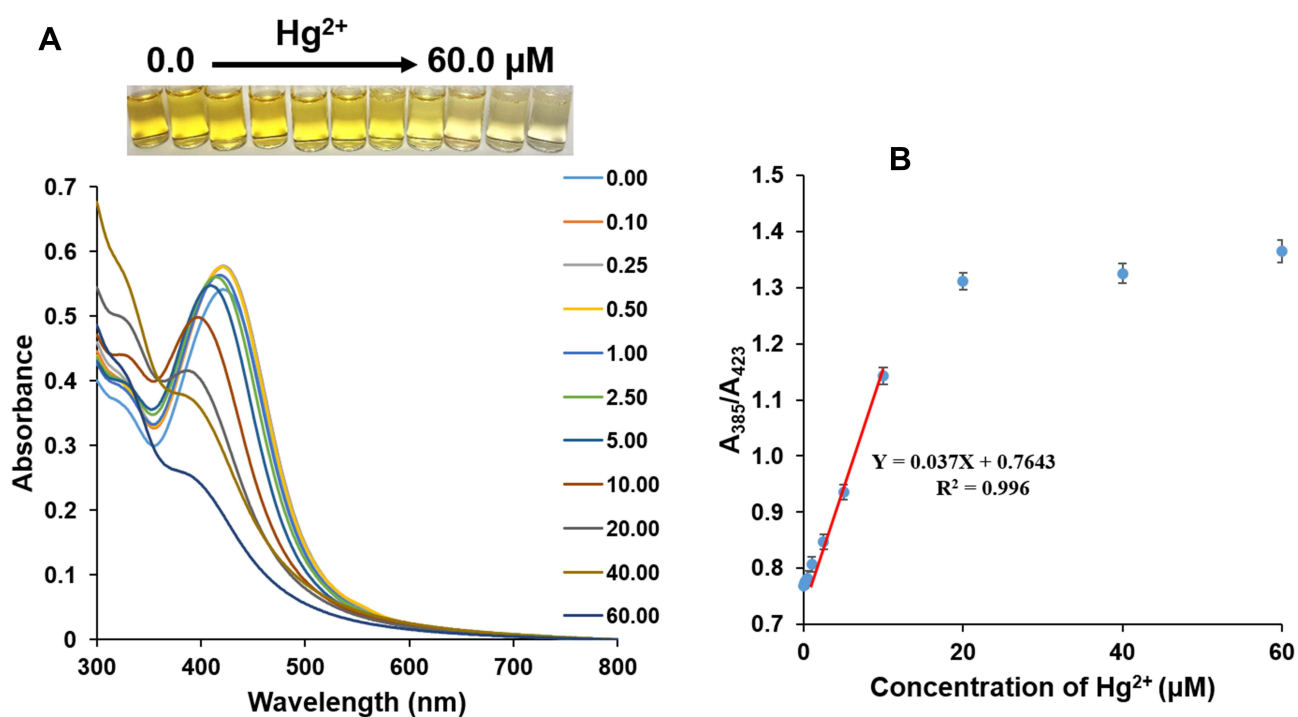 A
Hg²⁺
0.0 60.0 µM
0.7
0.6
0.5
0.4
0.3
0.2
0.1
0
Absorbance
300 400 500 600 700 800
Wavelength (nm)
0.00
0.10
0.25
0.50
1.00
2.50
5.00
10.00
20.00
40.00
60.00
B
1.5
1.4
1.3
1.2
1.1
1.0
0.9
0.8
0.7
A₃₈₅/A₄₂₃
Y = 0.037X + 0.7643
R² = 0.996
0 20 40 60
Concentration of Hg²⁺ (µM)